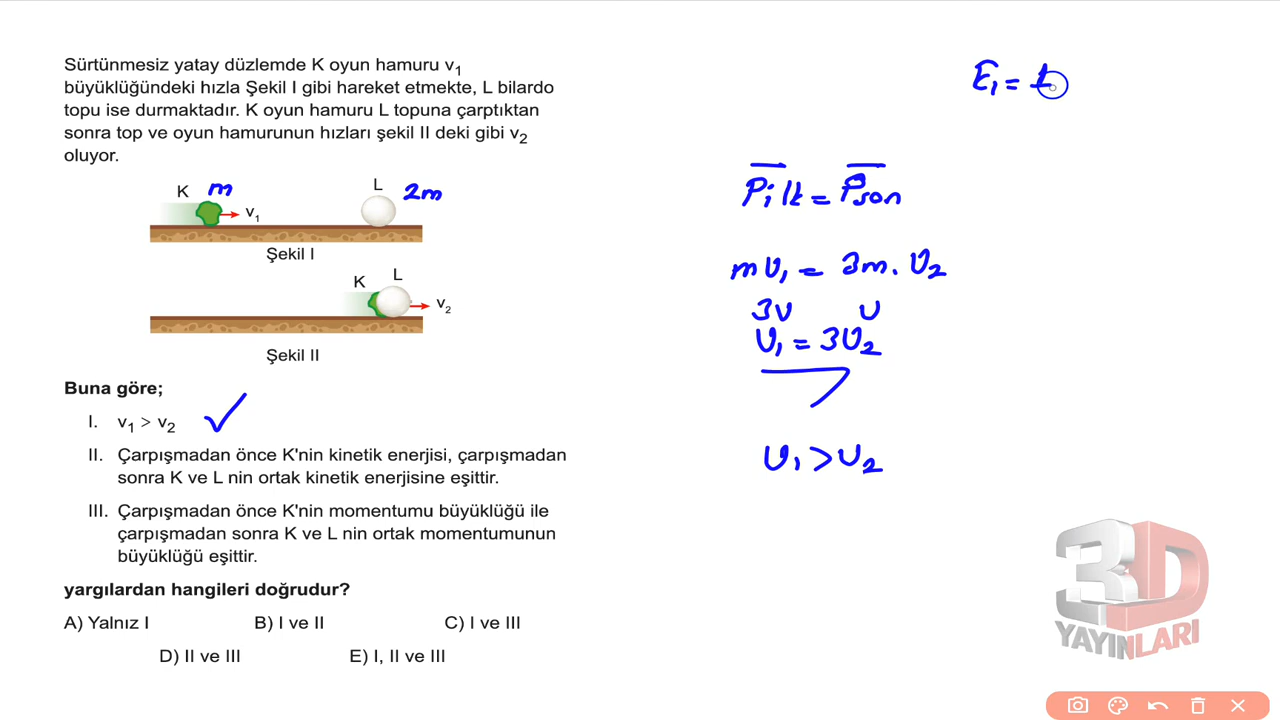 Sürtünmesiz yatay düzlemde K oyun hamuru v1
büyüklüğündeki hızla Şekil I gibi hareket etmekte, L bilardo
topu ise durmaktadır. K oyun hamuru L topuna çarptıktan
sonra top ve oyun hamurunun hızları şekil II deki gibi v2
oluyor.
K m v1 L 2m
Şekil I
K L v2
Şekil II
Buna göre;
I. v1 > v2 ✓
II. Çarpışmadan önce K'nin kinetik enerjisi, çarpışmadan
sonra K ve L nin ortak kinetik enerjisine eşittir.
III. Çarpışmadan önce K'nin momentumu büyüklüğü ile
çarpışmadan sonra K ve L nin ortak momentumunun
büyüklüğü eşittir.
yargılardan hangileri doğrudur?
A) Yalnız I B) I ve II C) I ve III
D) II ve III E) I, II ve III
E1 = 1
Pilk = Pson
mv1 = 3m. v2
3v v
v1 = 3v2
v1 > v2
3D
YAYINLARI